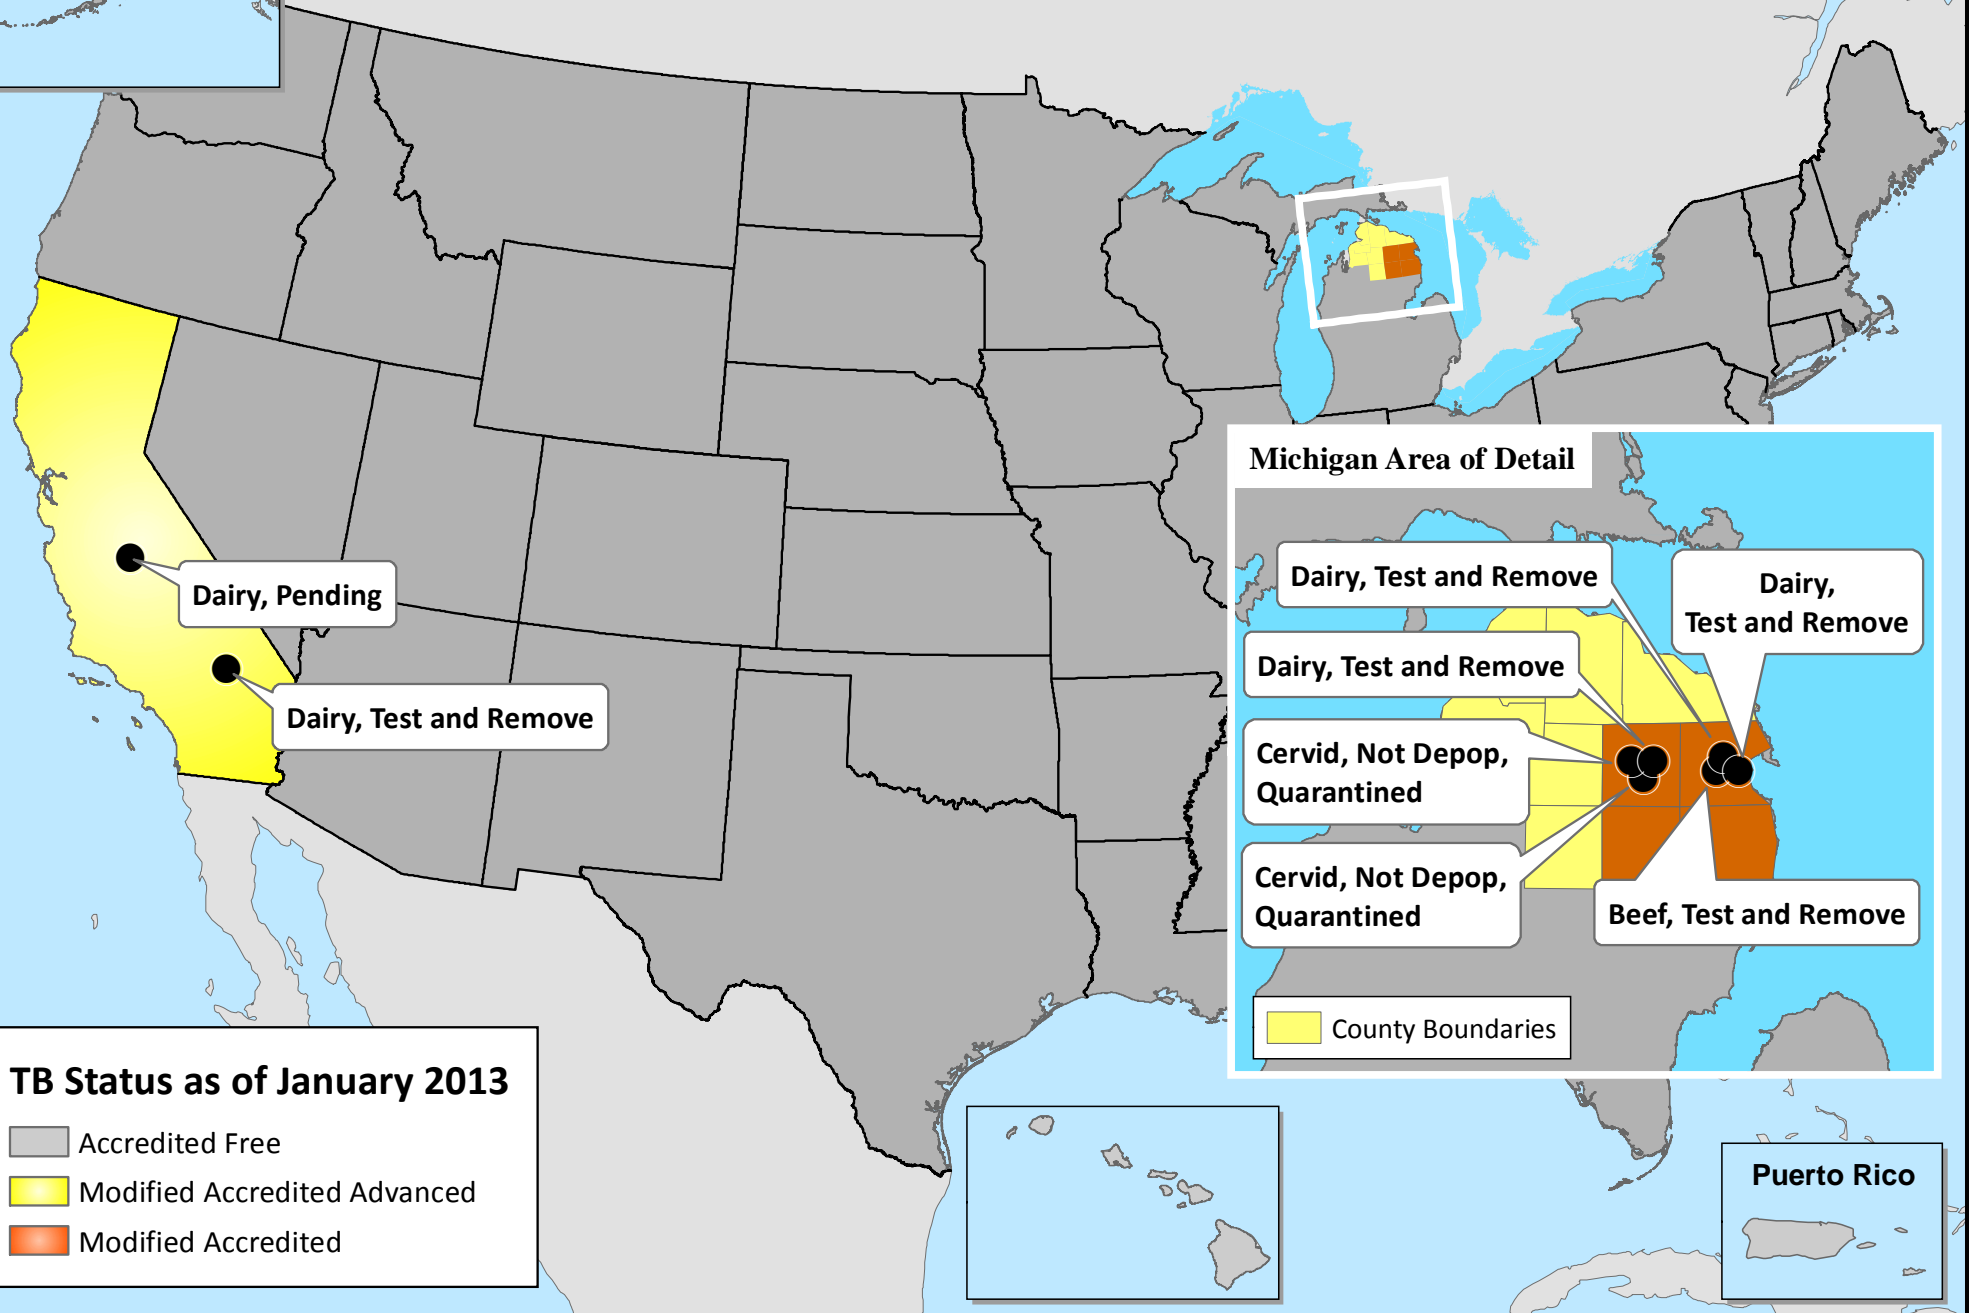 Michigan Area of Detail
Dairy, Test and Remove
Dairy,
Test and Remove
Dairy, Test and Remove
Cervid, Not Depop,
Quarantined
Cervid, Not Depop,
Quarantined
Beef, Test and Remove
County Boundaries
Dairy, Pending
Dairy, Test and Remove
TB Status as of January 2013
Accredited Free
Modified Accredited Advanced
Modified Accredited
Puerto Rico